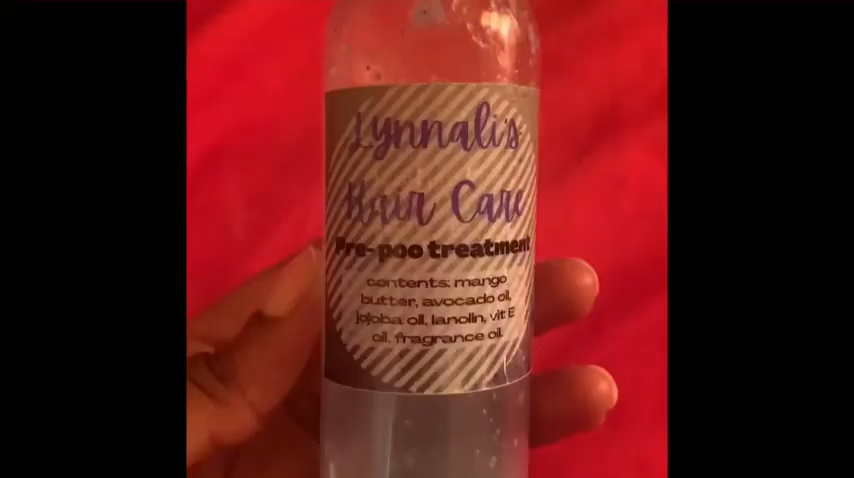 Lynnali's
Hair Care
Pre-poo treatment
contents: mango
butter, avocado oil,
jojoba oil, lanolin, vit E
oil, fragrance oil.